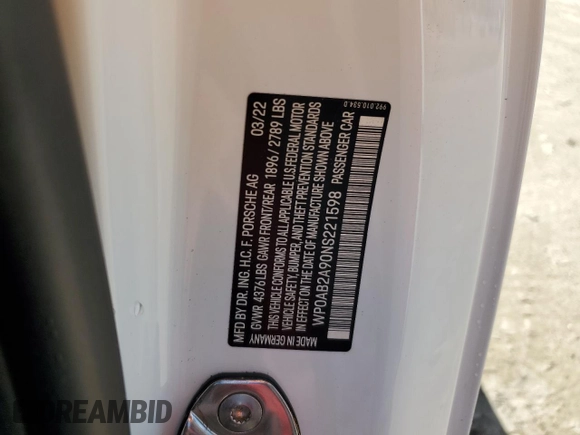 MFD BY DR. ING. H.C. F. PORSCHE AG 03/22
GVWR 4376 LBS GAWR FRONT/REAR 1896 / 2789 LBS
THIS VEHICLE CONFORMS TO ALL APPLICABLE U.S. FEDERAL MOTOR
VEHICLE SAFETY, BUMPER, AND THEFT PREVENTION STANDARDS
IN EFFECT ON THE DATE OF MANUFACTURE SHOWN ABOVE
WP0AB2A90NS221598 PASSENGER CAR
MADE IN GERMANY
992.010.534.D
DREAMBID